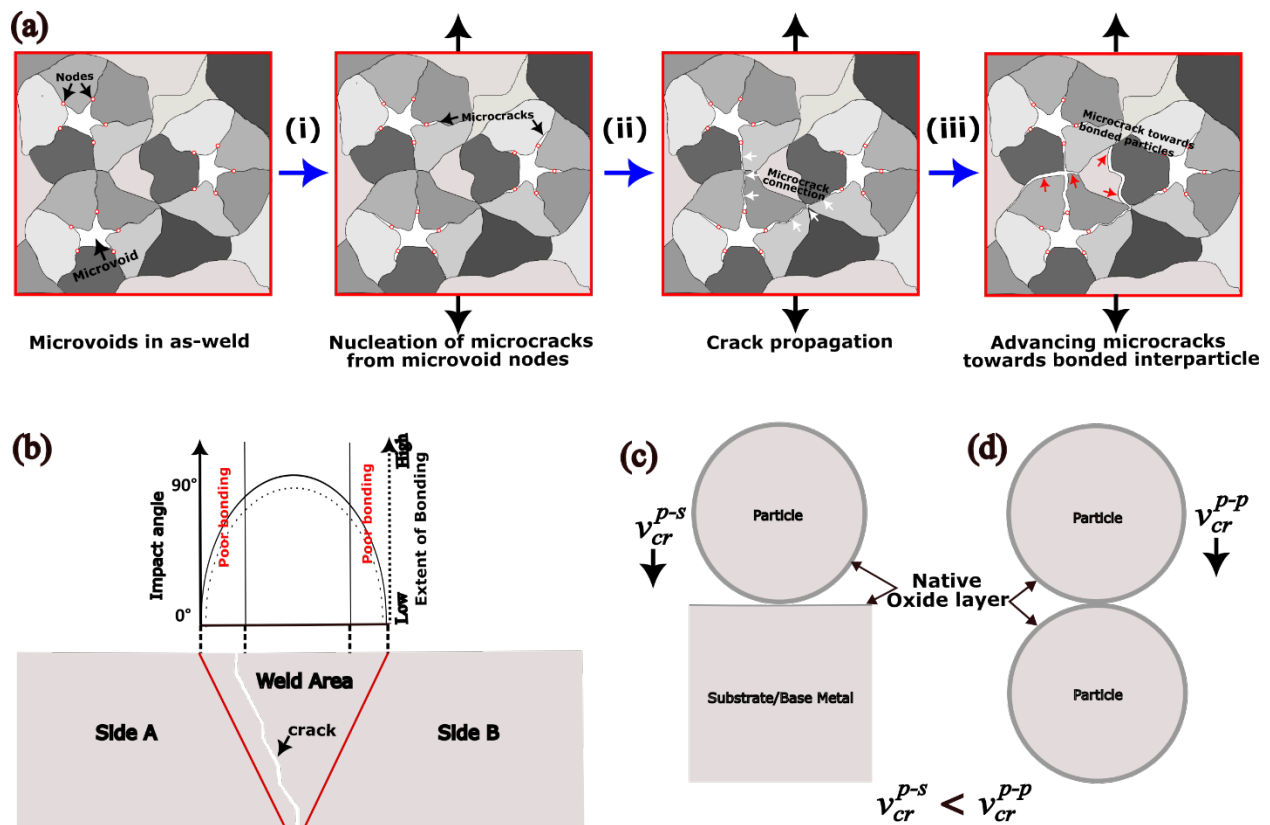 (a)
Nodes
Microvoid
(i)
Microcracks
(ii)
Microcrack
connection
(iii)
Microcrack towards
bonded particles
Microvoids in as-weld
Nucleation of microcracks
from microvoid nodes
Crack propagation
Advancing microcracks
towards bonded interparticle
(b)
Impact angle
90°
0°
Poor bonding
Poor bonding
High
Low
Extent of Bonding
Weld Area
Side A
crack
Side B
(c)
Particle
v_cr^p-s
Native
Oxide layer
Substrate/Base Metal
(d)
Particle
v_cr^p-p
Particle
v_cr^p-s < v_cr^p-p